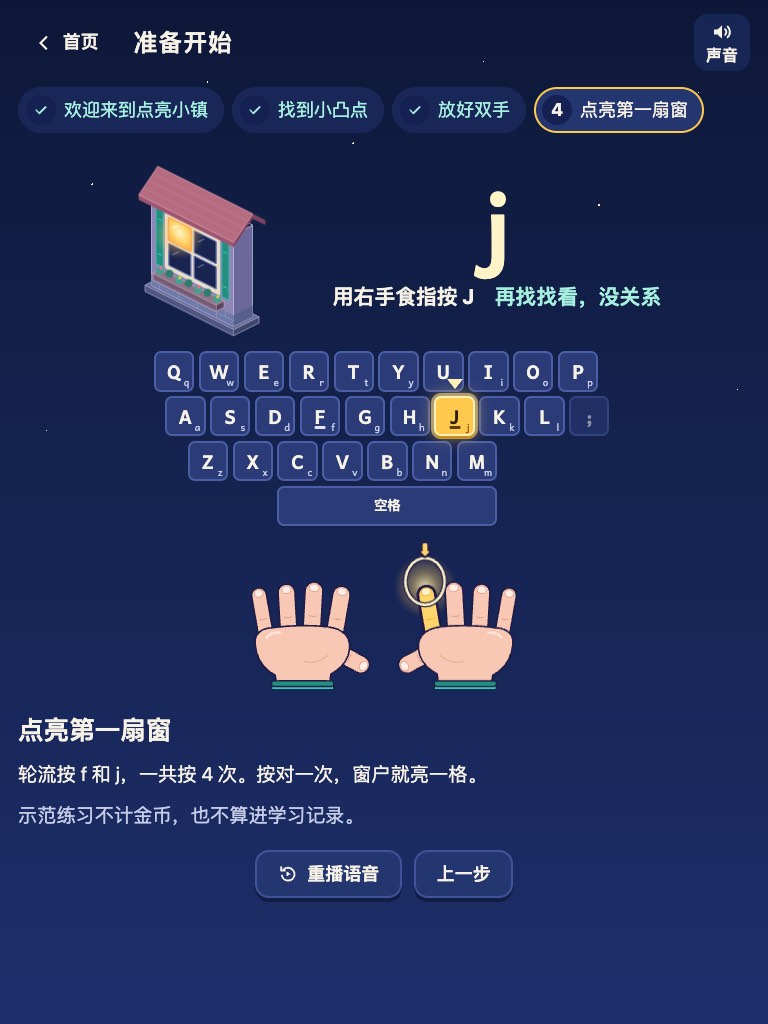 首页 准备开始
声音
欢迎来到点亮小镇 找到小凸点 放好双手 4 点亮第一扇窗
j
用右手食指按 J 再找找看，没关系
Q q W w E e R r T t Y y U I i O o P p
A a S s D d F f G g H h J j K k L l ;
Z z X x C c V v B b N n M m
空格
点亮第一扇窗
轮流按 f 和 j，一共按 4 次。按对一次，窗户就亮一格。
示范练习不计金币，也不算进学习记录。
重播语音 上一步